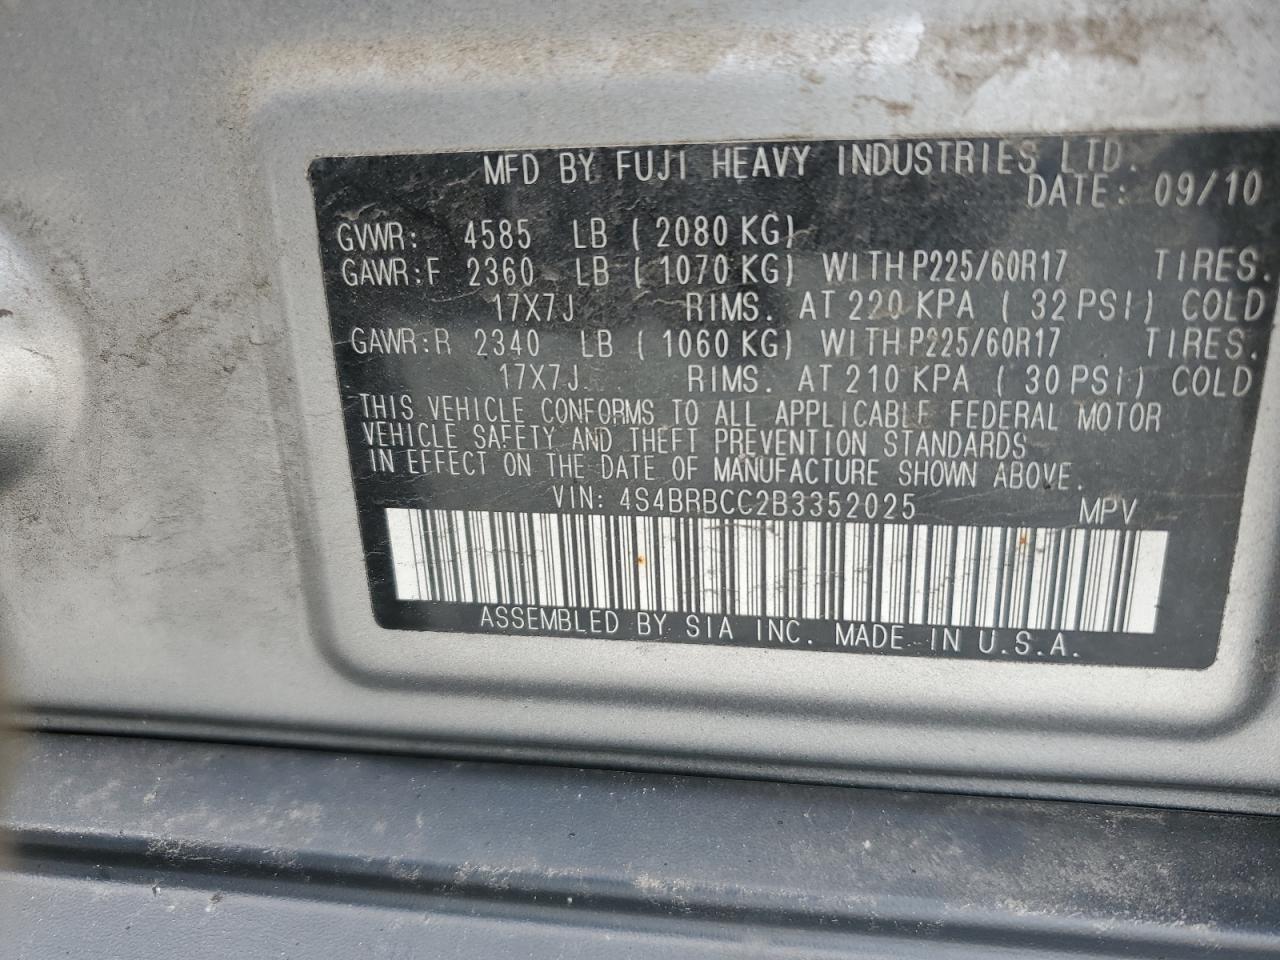 MFD BY FUJI HEAVY INDUSTRIES LTD.
DATE: 09/10
GVWR: 4585 LB ( 2080 KG)
GAWR:F 2360 LB ( 1070 KG) WITH P225/60R17 TIRES.
17X7J RIMS. AT 220 KPA ( 32 PSI) COLD
GAWR:R 2340 LB ( 1060 KG) WITH P225/60R17 TIRES.
17X7J RIMS. AT 210 KPA ( 30 PSI) COLD
THIS VEHICLE CONFORMS TO ALL APPLICABLE FEDERAL MOTOR
VEHICLE SAFETY AND THEFT PREVENTION STANDARDS
IN EFFECT ON THE DATE OF MANUFACTURE SHOWN ABOVE.
VIN: 4S4BRBCC2B3352025 MPV
ASSEMBLED BY SIA INC. MADE IN U.S.A.